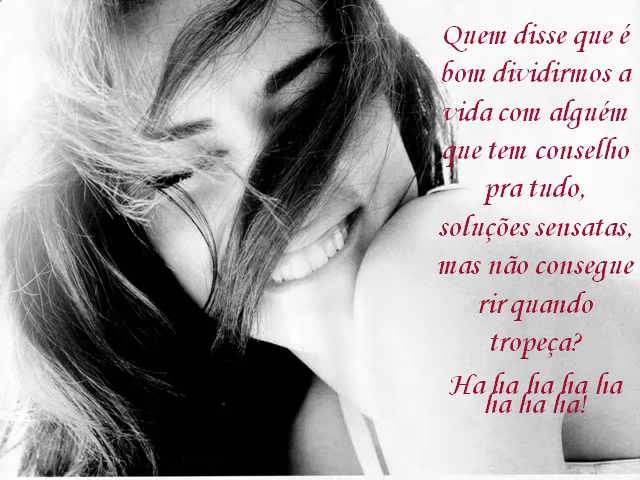 Quem disse que é
bom dividirmos a
vida com alguém
que tem conselho
pra tudo,
soluções sensatas,
mas não consegue
rir quando
tropeça?
Ha ha ha ha ha
ha ha ha!